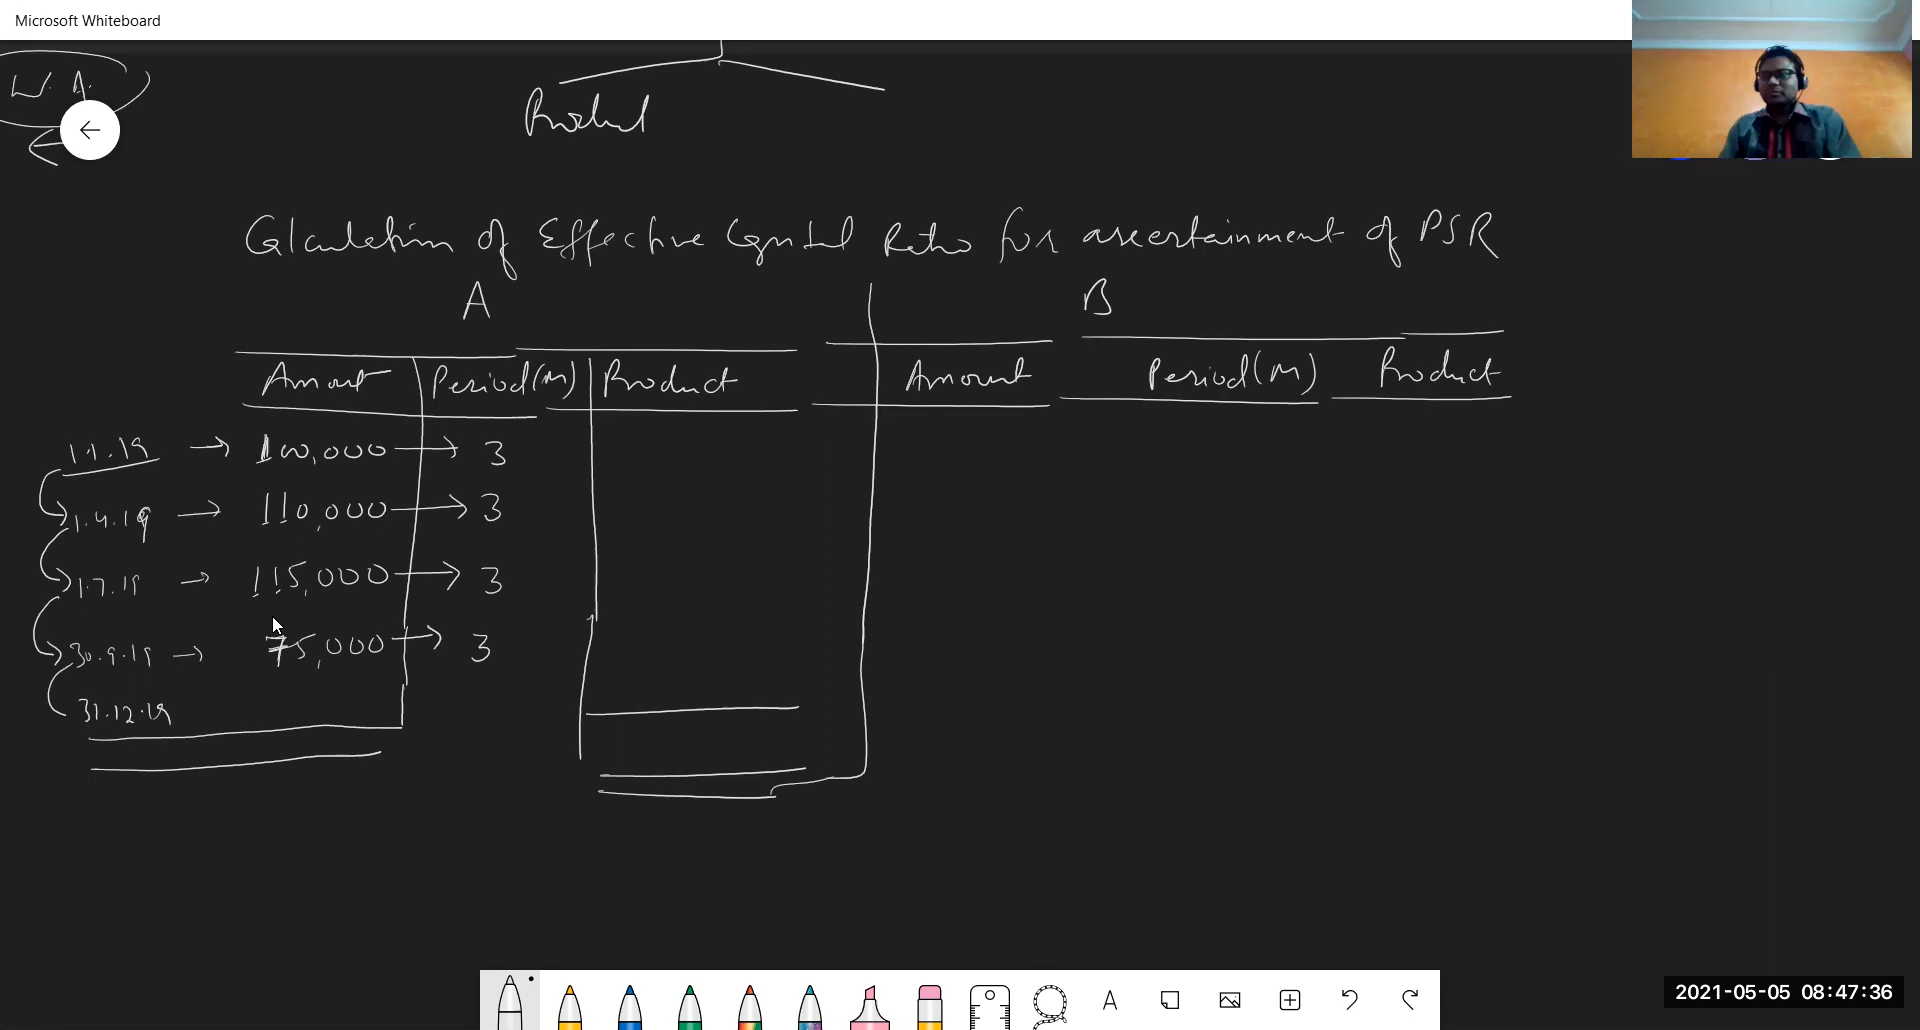 Microsoft Whiteboard
W. A.
Product
Calculation of Effective Capital Ratio for ascertainment of PSR
A B
Amount Period(M) Product Amount Period(M) Product
1.1.19 → 100,000 → 3
1.4.19 → 110,000 → 3
1.7.19 → 115,000 → 3
30.9.19 → 75,000 → 3
31.12.19
2021-05-05 08:47:36